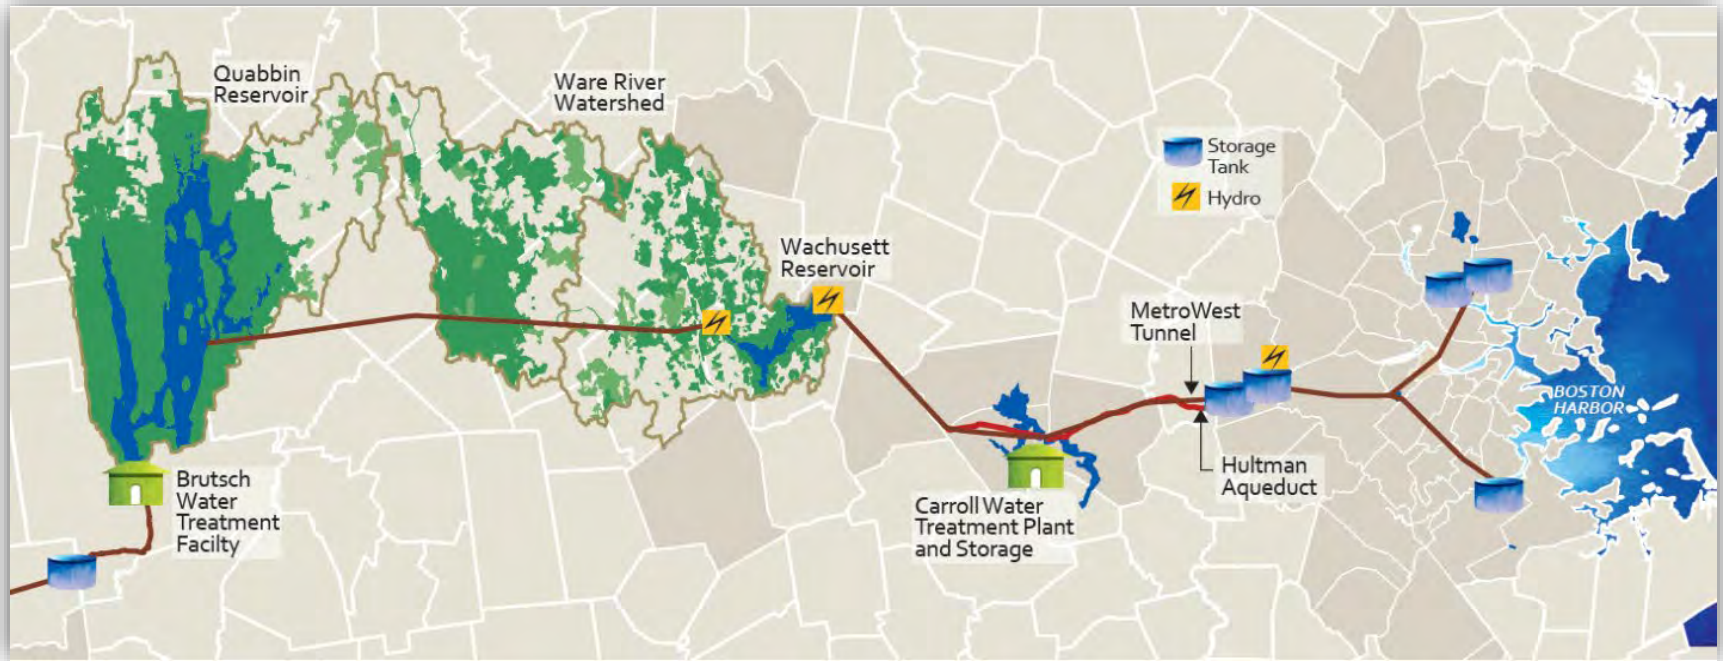 Quabbin
Reservoir
Ware River
Watershed
Storage
Tank
Hydro
Wachusett
Reservoir
MetroWest
Tunnel
BOSTON
HARBOR
Hultman
Aqueduct
Brutsch
Water
Treatment
Facilty
Carroll Water
Treatment Plant
and Storage